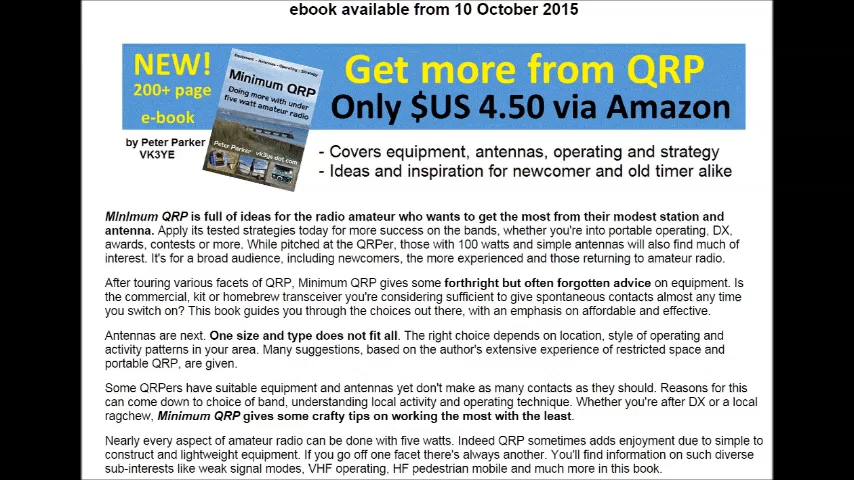 ebook available from 10 October 2015
NEW!
200+ page
e-book
by Peter Parker
VK3YE
Equipment - Antennas - Operating - Strategy
Minimum QRP
Doing more with under
five watt amateur radio
Peter Parker vk3ye dot com
Get more from QRP
Only $US 4.50 via Amazon
- Covers equipment, antennas, operating and strategy
- Ideas and inspiration for newcomer and old timer alike
MInImum QRP is full of ideas for the radio amateur who wants to get the most from their modest station and
antenna. Apply its tested strategies today for more success on the bands, whether you're into portable operating, DX,
awards, contests or more. While pitched at the QRPer, those with 100 watts and simple antennas will also find much of
interest. It's for a broad audience, including newcomers, the more experienced and those returning to amateur radio.
After touring various facets of QRP, Minimum QRP gives some forthright but often forgotten advice on equipment. Is
the commercial, kit or homebrew transceiver you're considering sufficient to give spontaneous contacts almost any time
you switch on? This book guides you through the choices out there, with an emphasis on affordable and effective.
Antennas are next. One size and type does not fit all. The right choice depends on location, style of operating and
activity patterns in your area. Many suggestions, based on the author's extensive experience of restricted space and
portable QRP, are given.
Some QRPers have suitable equipment and antennas yet don't make as many contacts as they should. Reasons for this
can come down to choice of band, understanding local activity and operating technique. Whether you're after DX or a local
ragchew, Minimum QRP gives some crafty tips on working the most with the least.
Nearly every aspect of amateur radio can be done with five watts. Indeed QRP sometimes adds enjoyment due to simple to
construct and lightweight equipment. If you go off one facet there's always another. You'll find information on such diverse
sub-interests like weak signal modes, VHF operating, HF pedestrian mobile and much more in this book.